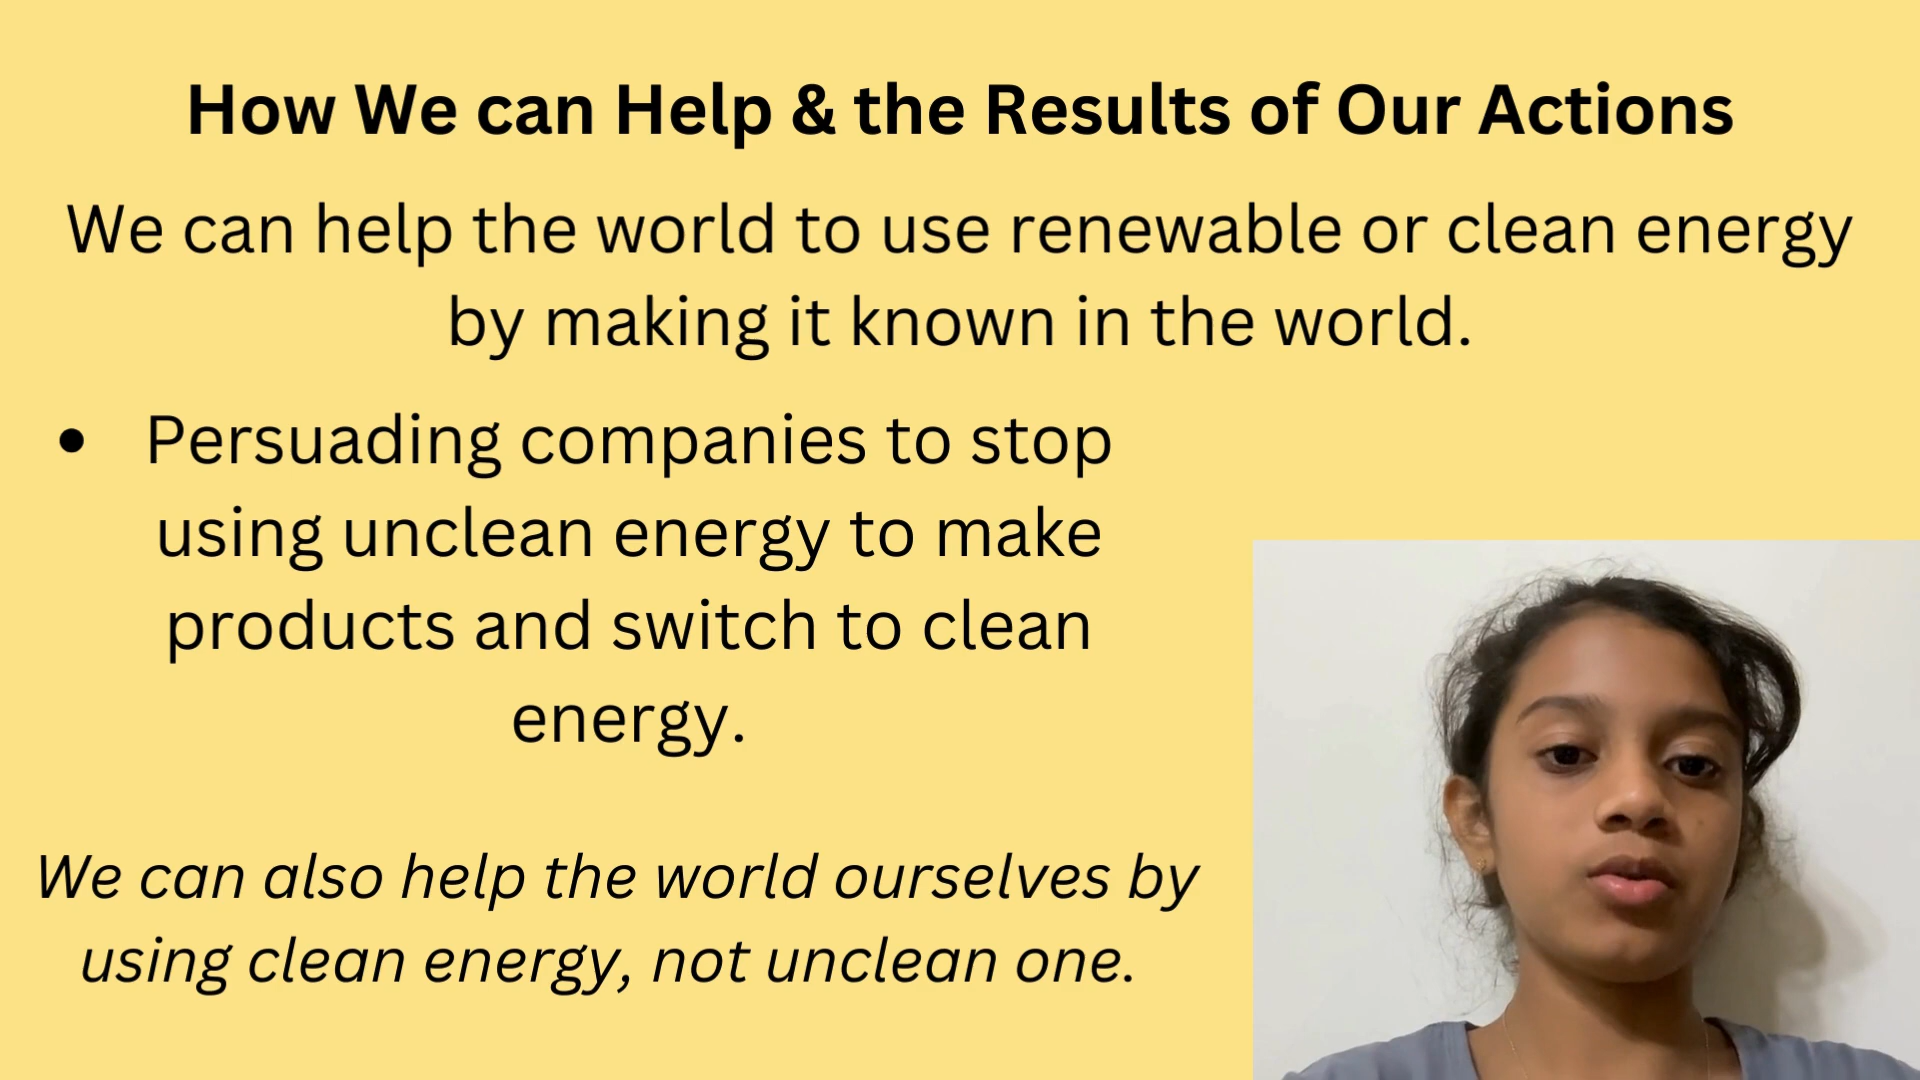 How We can Help & the Results of Our Actions
We can help the world to use renewable or clean energy
by making it known in the world.
• Persuading companies to stop
using unclean energy to make
products and switch to clean
energy.
We can also help the world ourselves by
using clean energy, not unclean one.